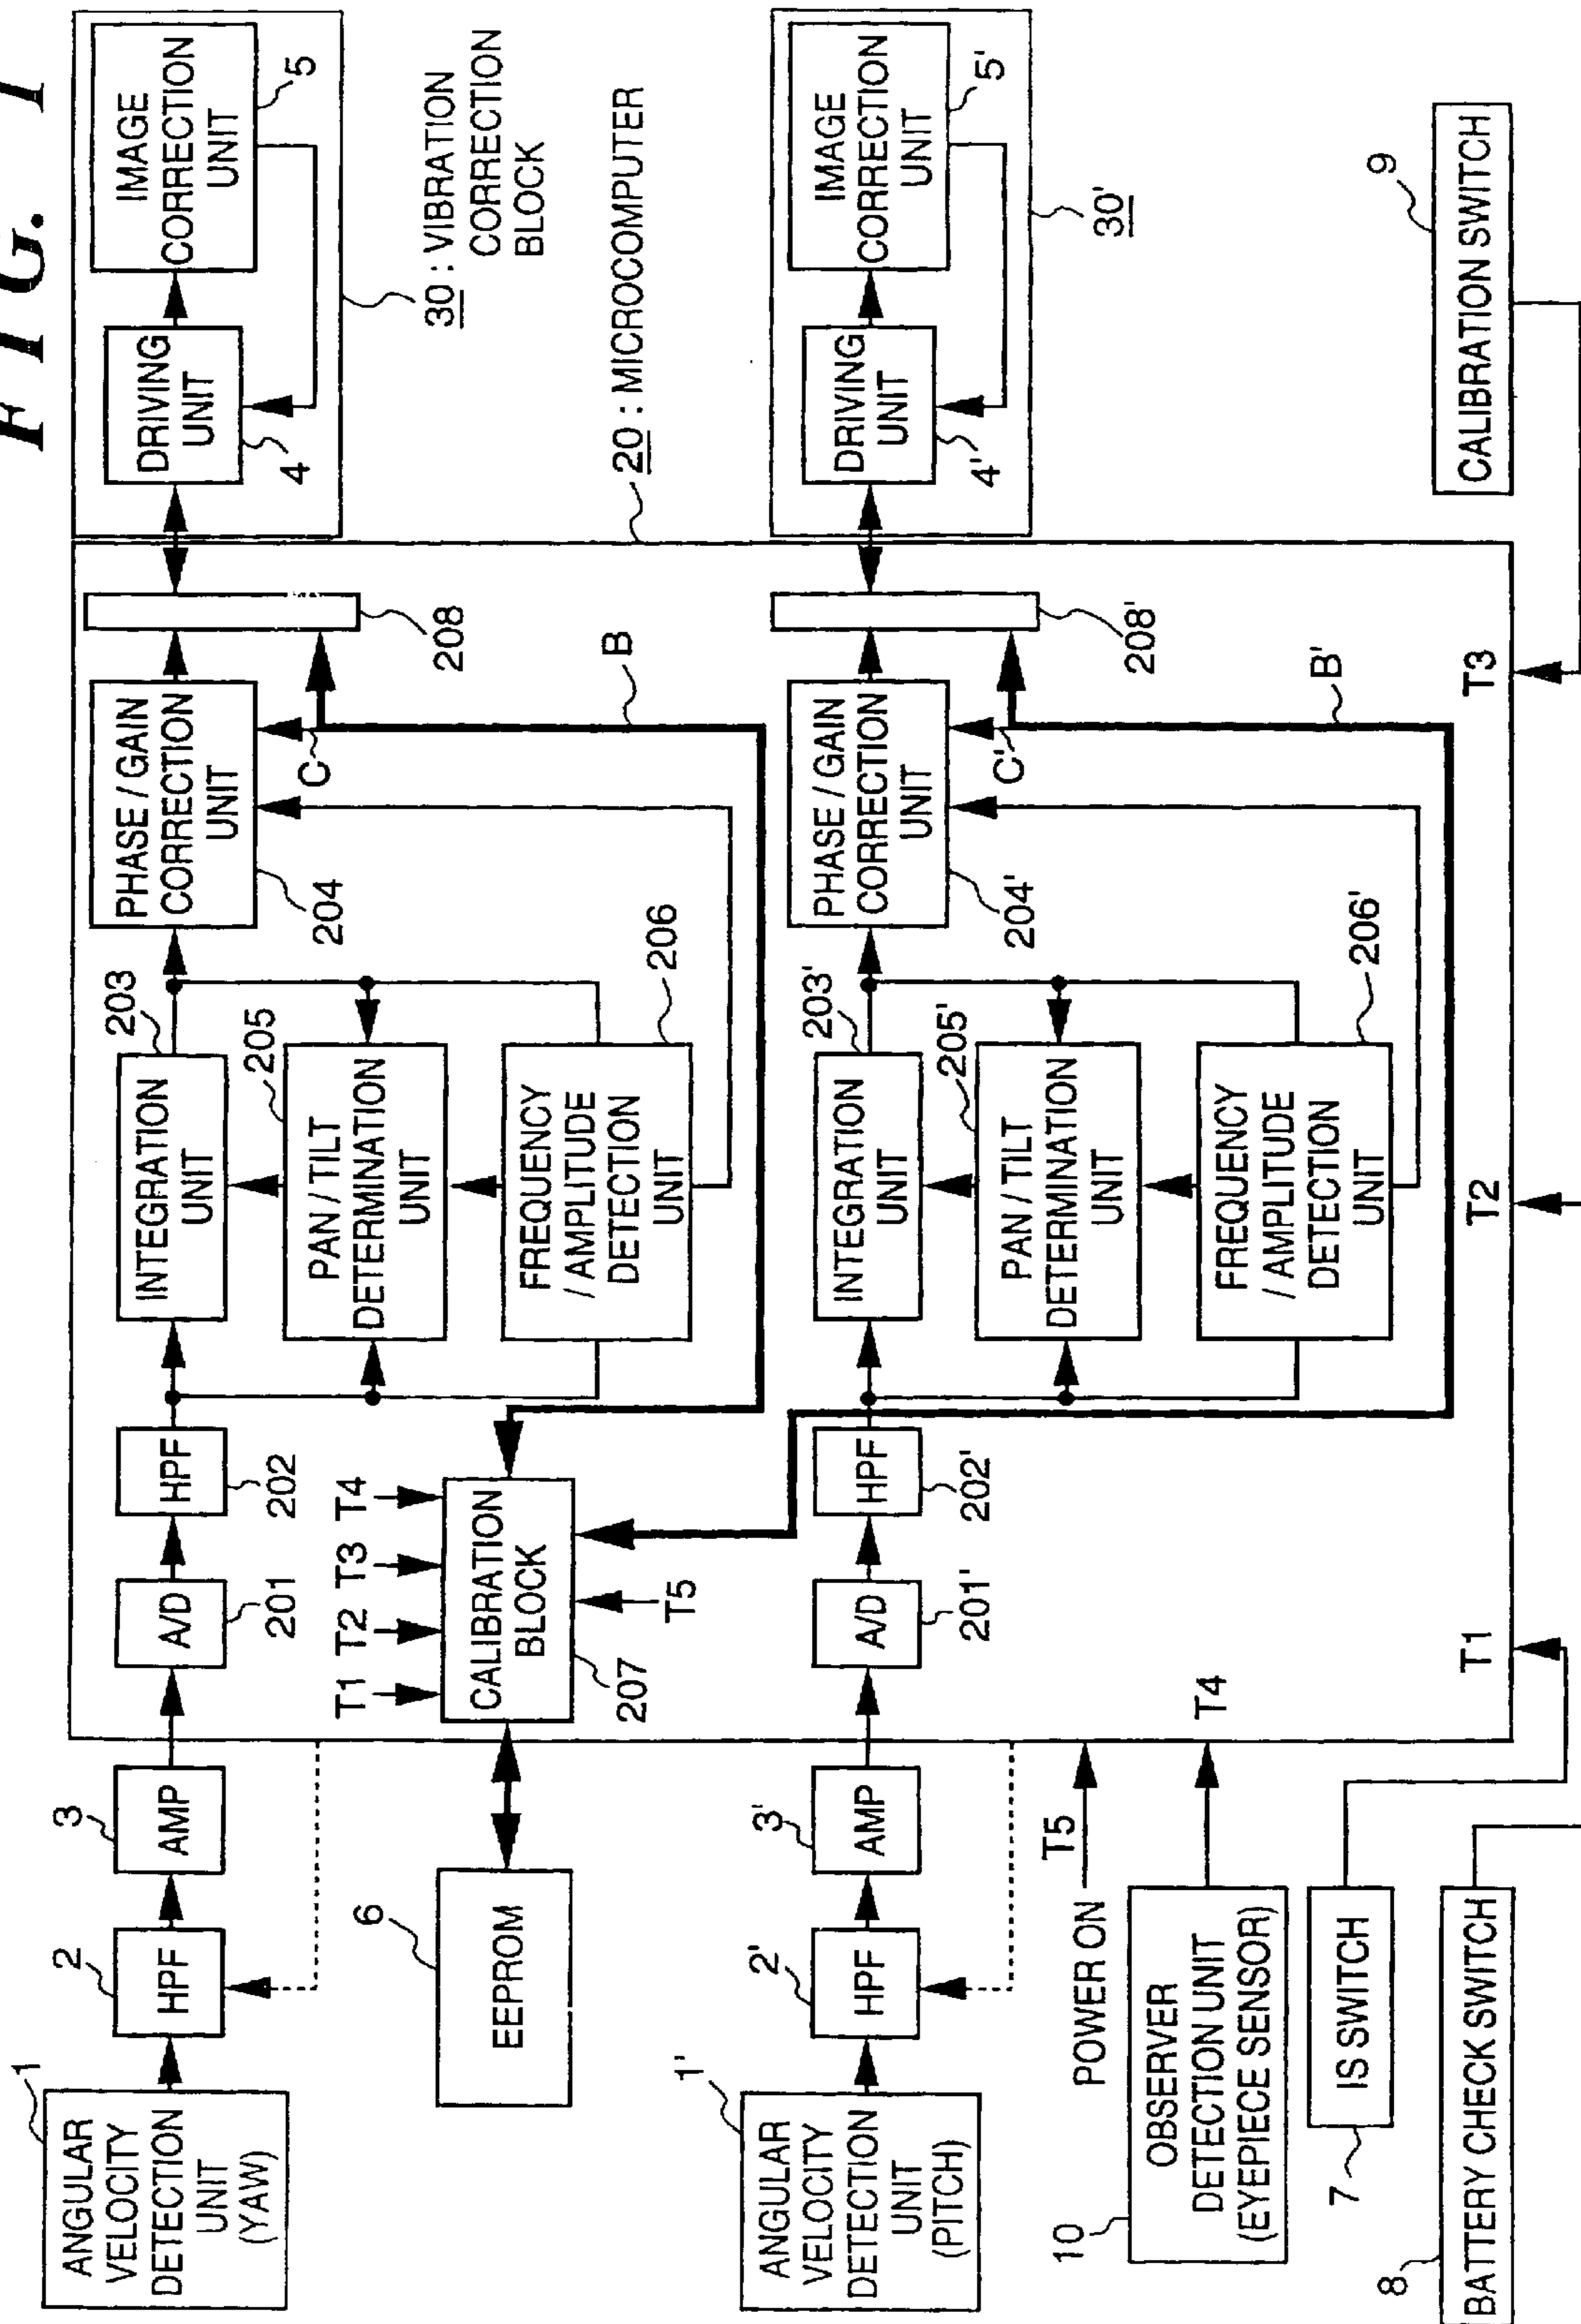 FIG. 1
1
ANGULAR
VELOCITY
DETECTION
UNIT
(YAW)
2
HPF
3
AMP
A/D
201
HPF
202
INTEGRATION
UNIT
203
PAN / TILT
DETERMINATION
UNIT
205
FREQUENCY
/ AMPLITUDE
DETECTION
UNIT
206
PHASE / GAIN
CORRECTION
UNIT
204
C
B
208
DRIVING
UNIT
4
IMAGE
CORRECTION
UNIT
5
30 : VIBRATION
CORRECTION
BLOCK
20 : MICROCOMPUTER
6
EEPROM
T1
T2
T3
T4
CALIBRATION
BLOCK
207
T5
1'
ANGULAR
VELOCITY
DETECTION
UNIT
(PITCH)
2'
HPF
3'
AMP
A/D
201'
HPF
202'
INTEGRATION
UNIT
203'
PAN / TILT
DETERMINATION
UNIT
205'
FREQUENCY
/ AMPLITUDE
DETECTION
UNIT
206'
PHASE / GAIN
CORRECTION
UNIT
204'
C'
B'
208'
DRIVING
UNIT
4'
IMAGE
CORRECTION
UNIT
5'
30'
POWER ON
T5
10
OBSERVER
DETECTION UNIT
(EYEPIECE SENSOR)
T4
IS SWITCH
7
T1
T2
T3
8
BATTERY CHECK SWITCH
9
CALIBRATION SWITCH